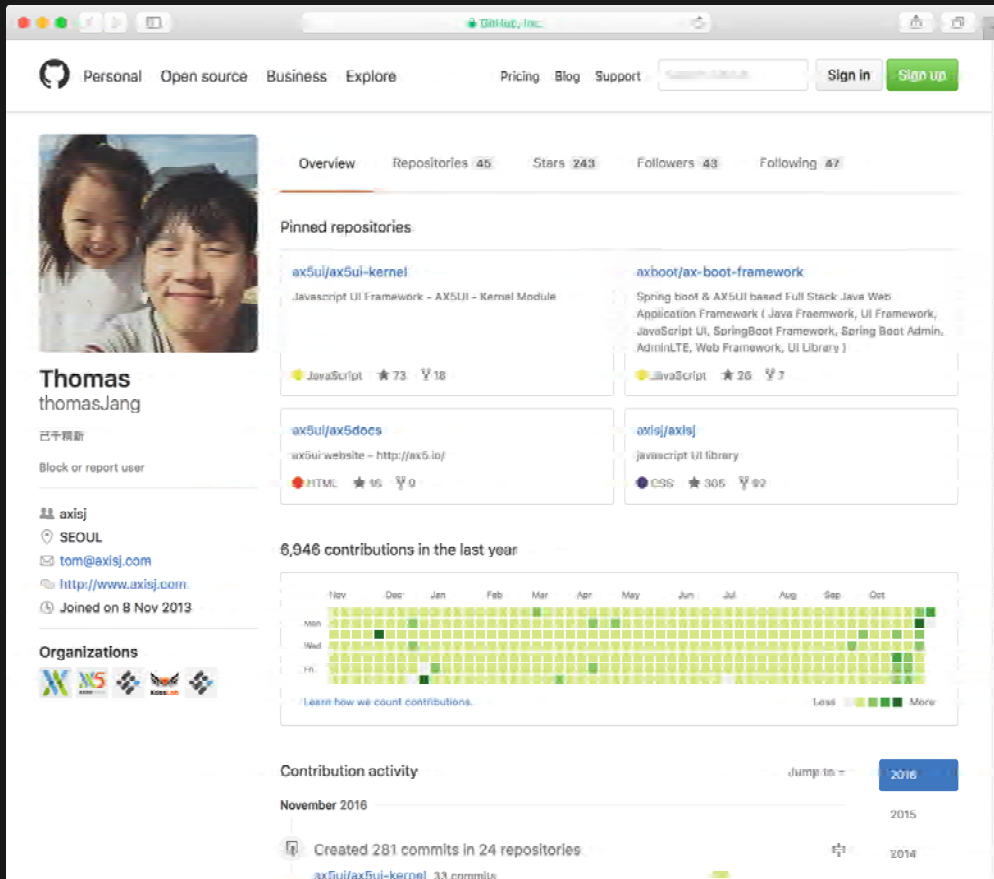 GitHub, Inc.
Personal Open source Business Explore Pricing Blog Support Sign in Sign up
Overview Repositories 45 Stars 243 Followers 43 Following 47
Pinned repositories
ax5ui/ax5ui-kernel
Javascript UI Framework - AX5UI - Kernel Module
JavaScript 73 18
axboot/ax-boot-framework
Spring boot & AX5UI based Full Stack Java Web
Application Framework ( Java Fraemwork, UI Framework,
JavaScript UI, SpringBoot Framework, Spring Boot Admin,
AdminLTE, Web Framework, UI Library )
JavaScript 26 7
ax5ui/ax5docs
ax5ui website – http://ax5.io/
HTML 16 9
axisj/axisj
javascript UI library
CSS 305 92
Thomas
thomasJang
Block or report user
axisj
SEOUL
tom@axisj.com
http://www.axisj.com
Joined on 8 Nov 2013
Organizations
6,946 contributions in the last year
Nov Dec Jan Feb Mar Apr May Jun Jul Aug Sep Oct
Mon
Wed
Fri
Learn how we count contributions.
Less More
Contribution activity
Jump to
2016
2015
2014
November 2016
Created 281 commits in 24 repositories
ax5ui/ax5ui-kernel 33 commits